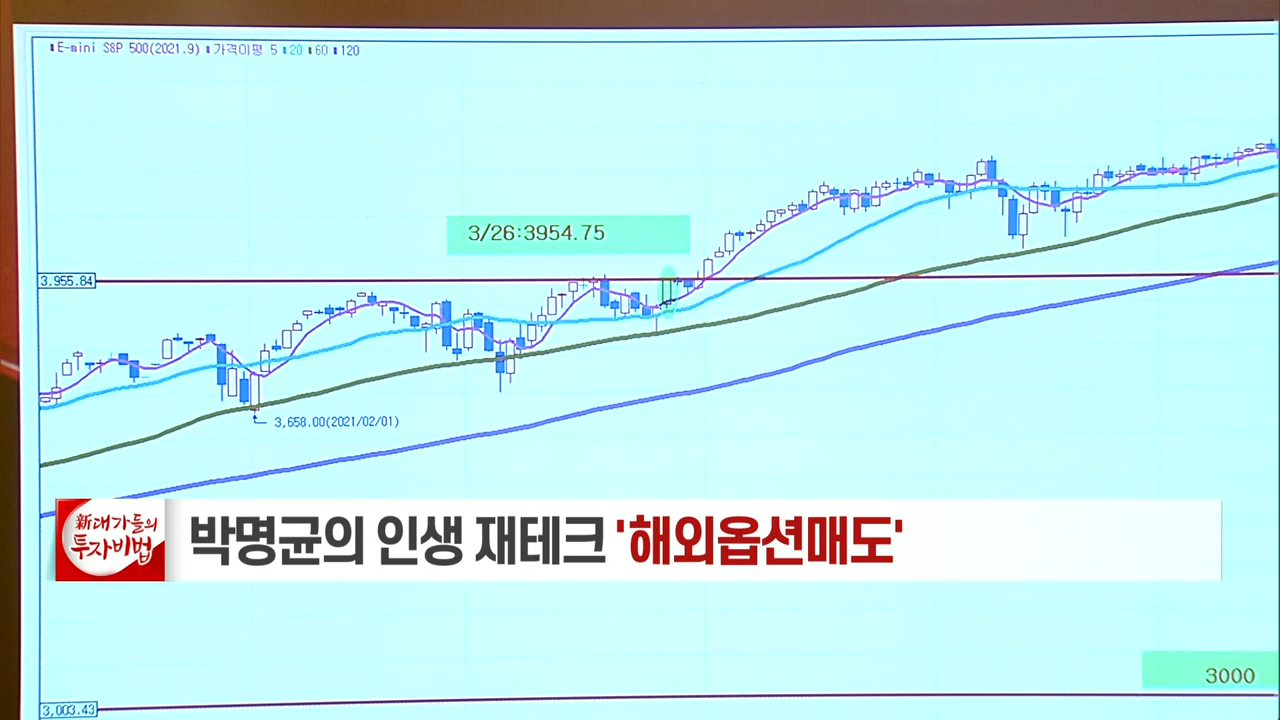 E-mini S&P 500(2021.9) 가격이평 5 20 60 120
3/26:3954.75
3,955.84
3,658.00(2021/02/01)
新대가들의
투자비법
박명균의 인생 재테크 '해외옵션매도'
3000
3,003.43